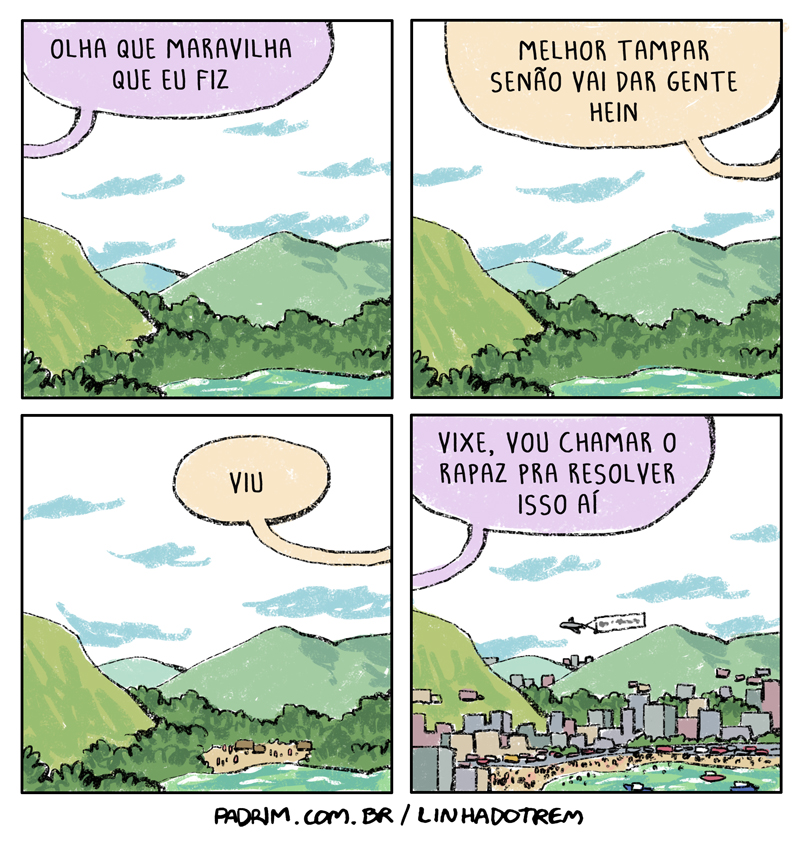 OLHA QUE MARAVILHA
QUE EU FIZ
MELHOR TAMPAR
SENÃO VAI DAR GENTE
HEIN
VIU
VIXE, VOU CHAMAR O
RAPAZ PRA RESOLVER
ISSO AÍ
PADRIM.COM.BR / LINHADOTREM